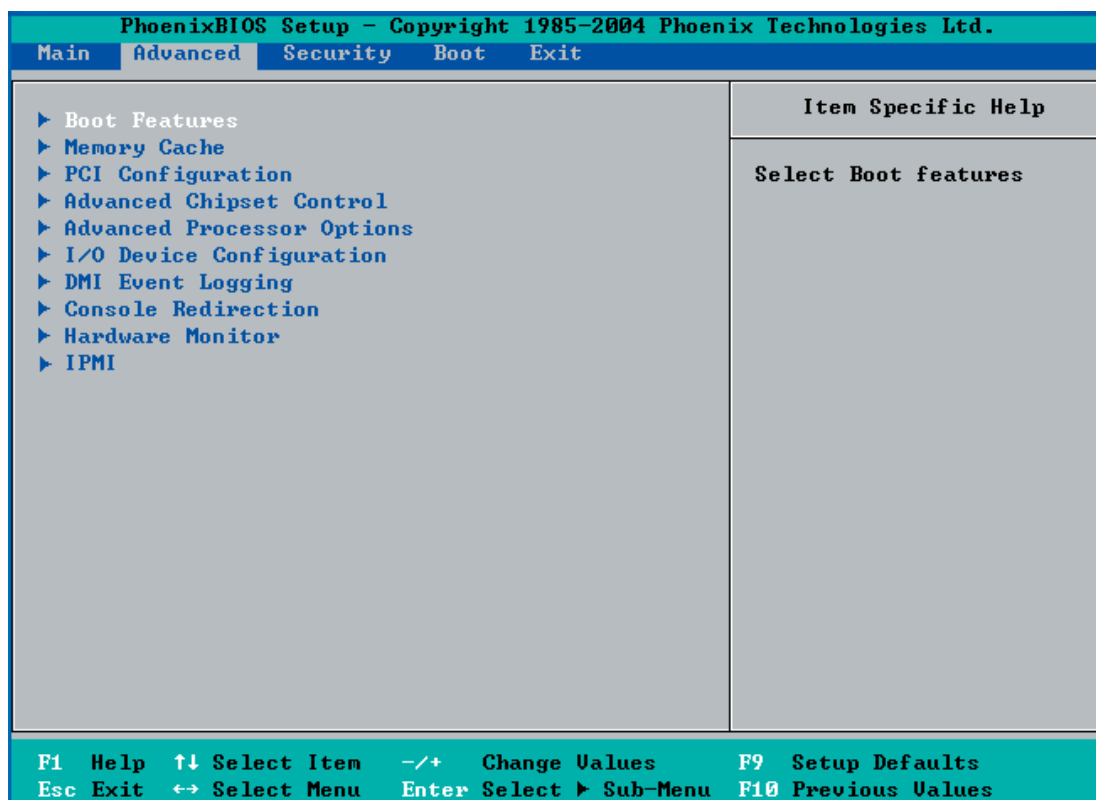 PhoenixBIOS Setup - Copyright 1985-2004 Phoenix Technologies Ltd.
Main Advanced Security Boot Exit
Item Specific Help
▶ Boot Features
▶ Memory Cache
▶ PCI Configuration
▶ Advanced Chipset Control
▶ Advanced Processor Options
▶ I/O Device Configuration
▶ DMI Event Logging
▶ Console Redirection
▶ Hardware Monitor
▶ IPMI
Select Boot features
F1 Help ↑↓ Select Item -/+ Change Values F9 Setup Defaults
Esc Exit ↔ Select Menu Enter Select ▶ Sub-Menu F10 Previous Values